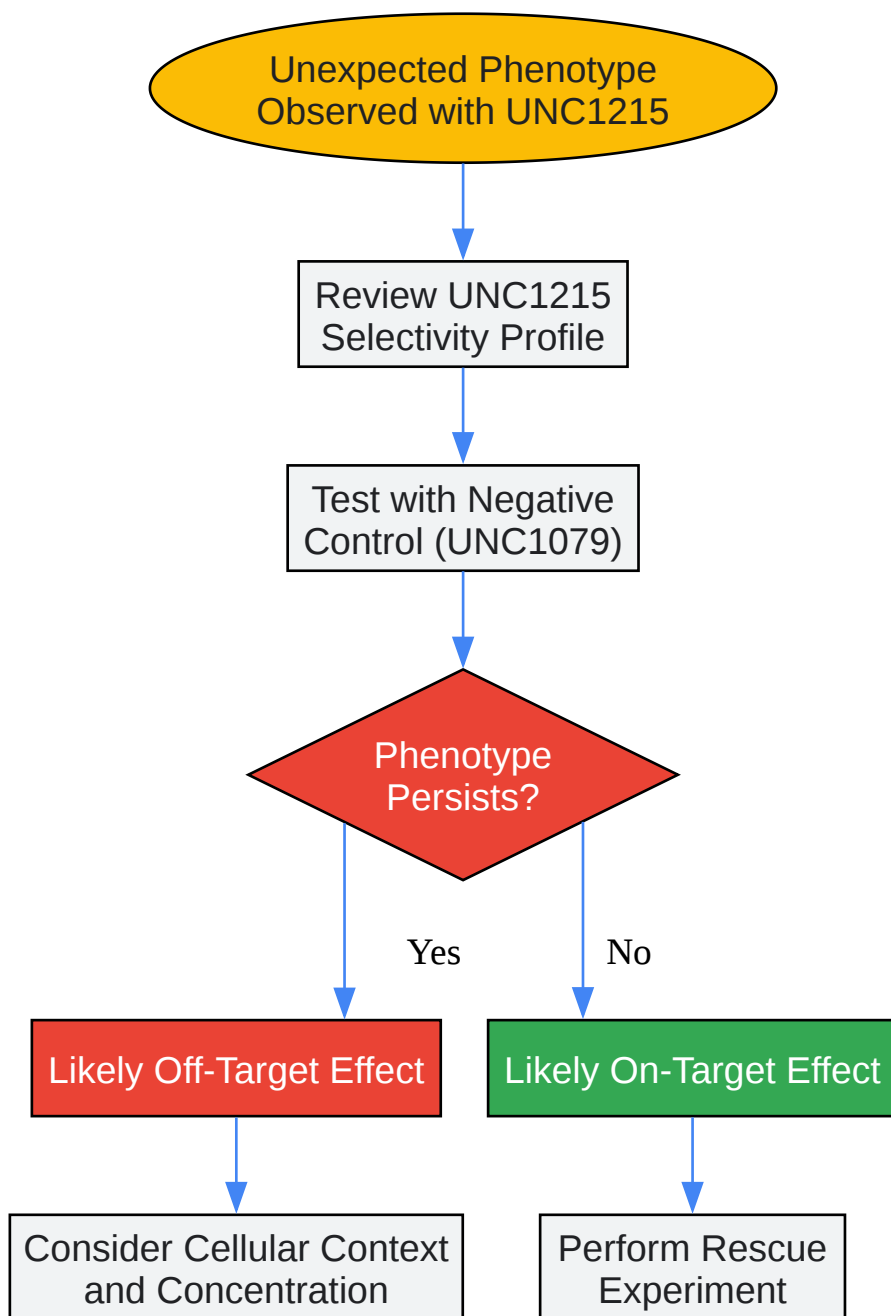 Unexpected Phenotype
Observed with UNC1215
Review UNC1215
Selectivity Profile
Test with Negative
Control (UNC1079)
Phenotype
Persists?
Yes
No
Likely Off-Target Effect
Likely On-Target Effect
Consider Cellular Context
and Concentration
Perform Rescue
Experiment